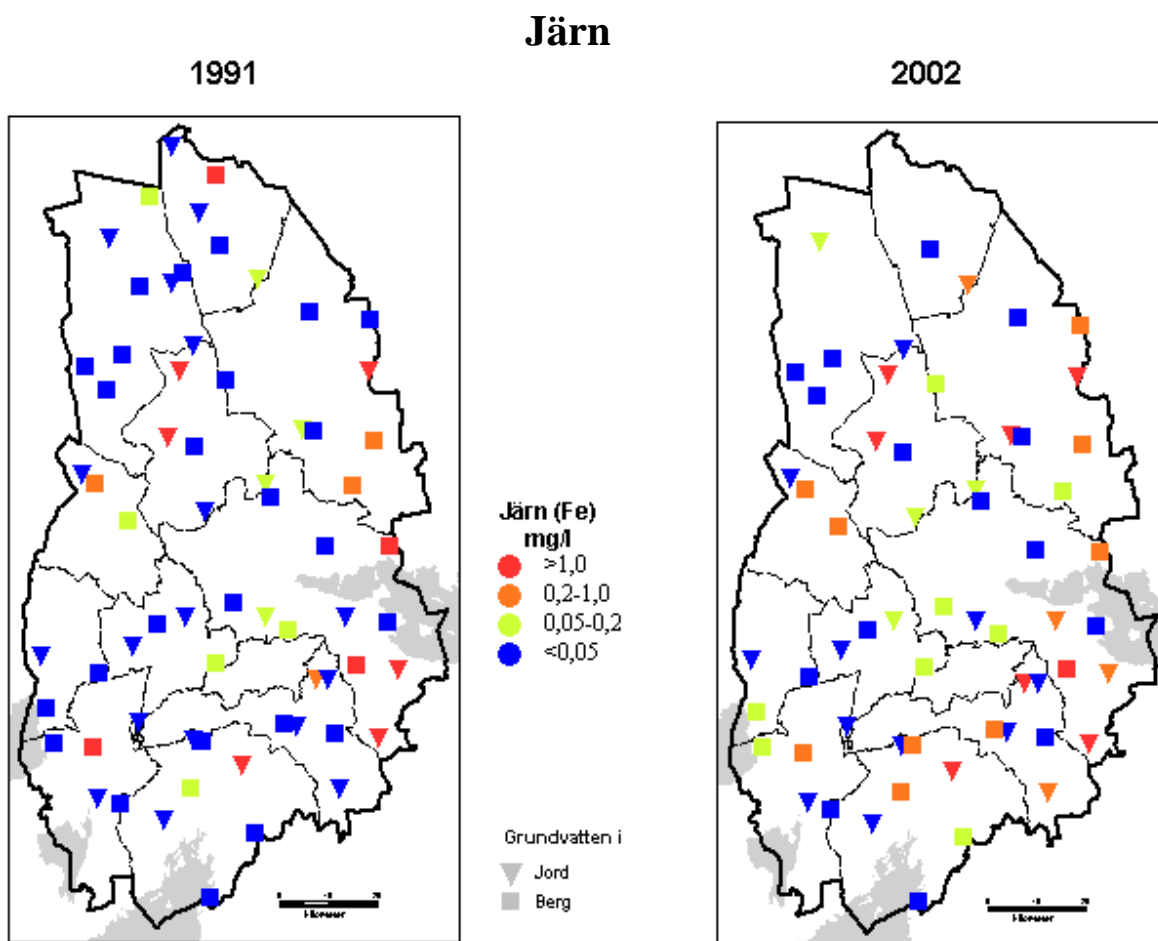 Järn
1991
2002
Järn (Fe)
mg/l
>1,0
0,2-1,0
0,05-0,2
<0,05
Grundvatten i
Jord
Berg